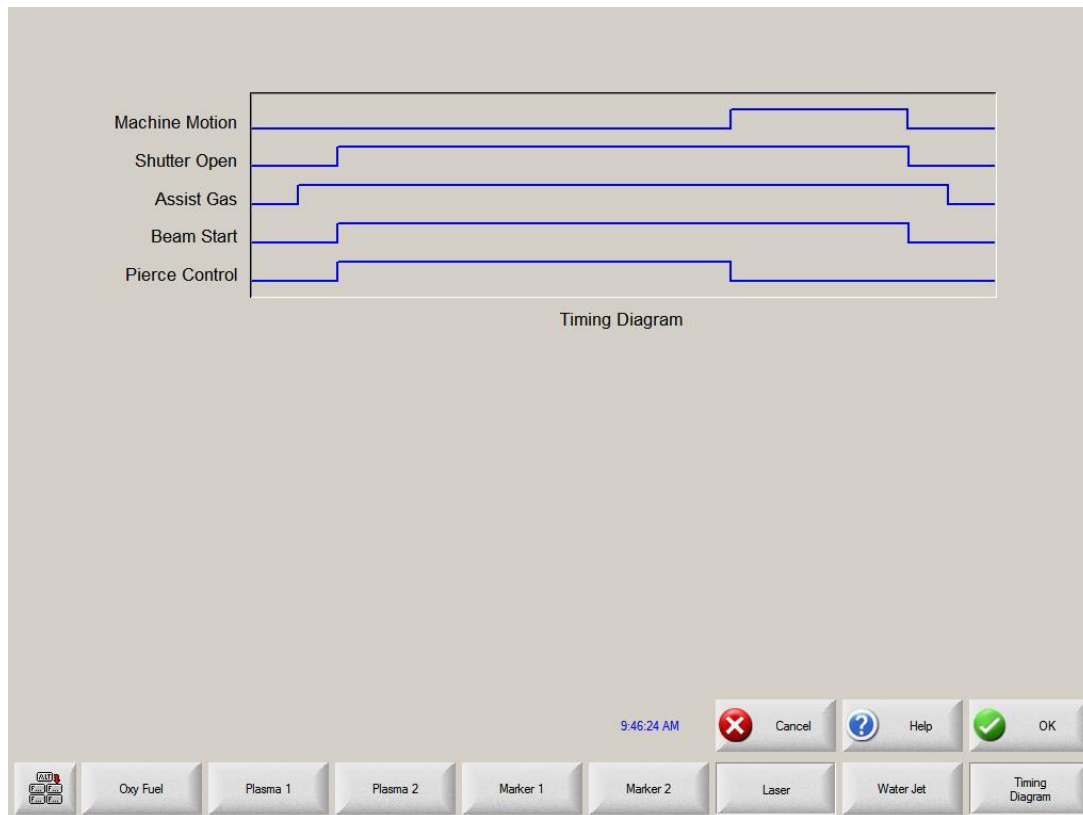 Machine Motion
Shutter Open
Assist Gas
Beam Start
Pierce Control
Timing Diagram
9:46:24 AM
Cancel
Help
OK
ALT
F... F...
F... F...
Oxy Fuel
Plasma 1
Plasma 2
Marker 1
Marker 2
Laser
Water Jet
Timing
Diagram